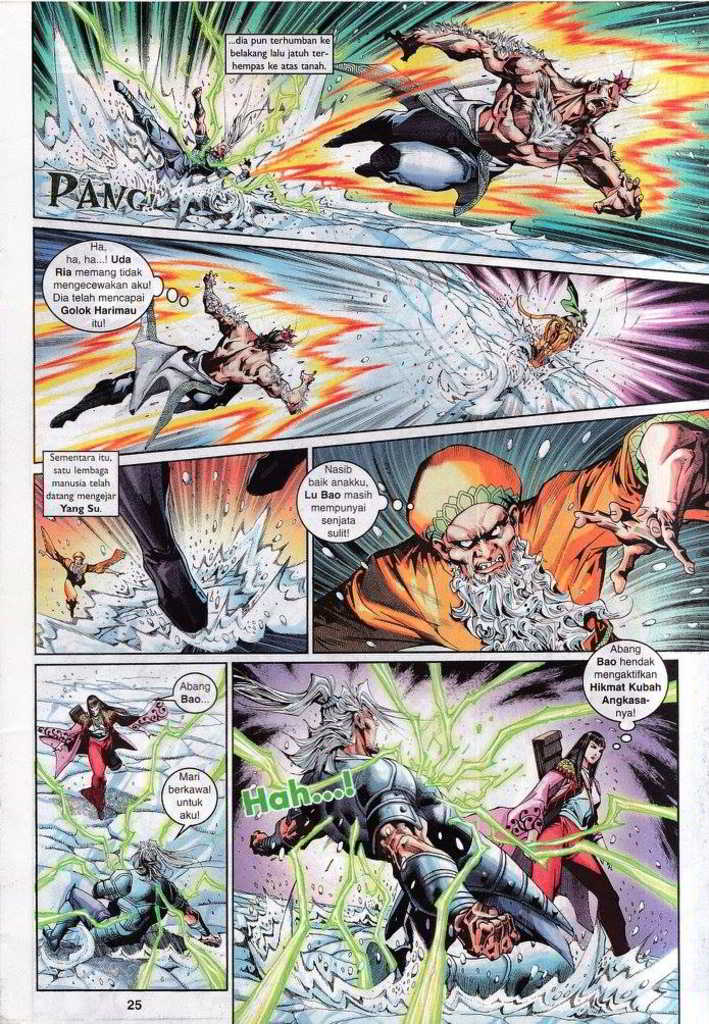 ...dia pun terhumban ke
belakang lalu jatuh ter-
hempas ke atas tanah.
PANG!
Ha,
ha, ha...! Uda
Ria memang tidak
mengecewakan aku!
Dia telah mencapai
Golok Harimau
itu!
Sementara itu,
satu lembaga
manusia telah
datang mengejar
Yang Su.
Nasib
baik anakku,
Lu Bao masih
mempunyai
senjata
sulit!
Abang
Bao...
Mari
berkawal
untuk
aku!
Abang
Bao hendak
mengaktifkan
Hikmat Kubah
Angkasa-
nya!
Hah...!
25